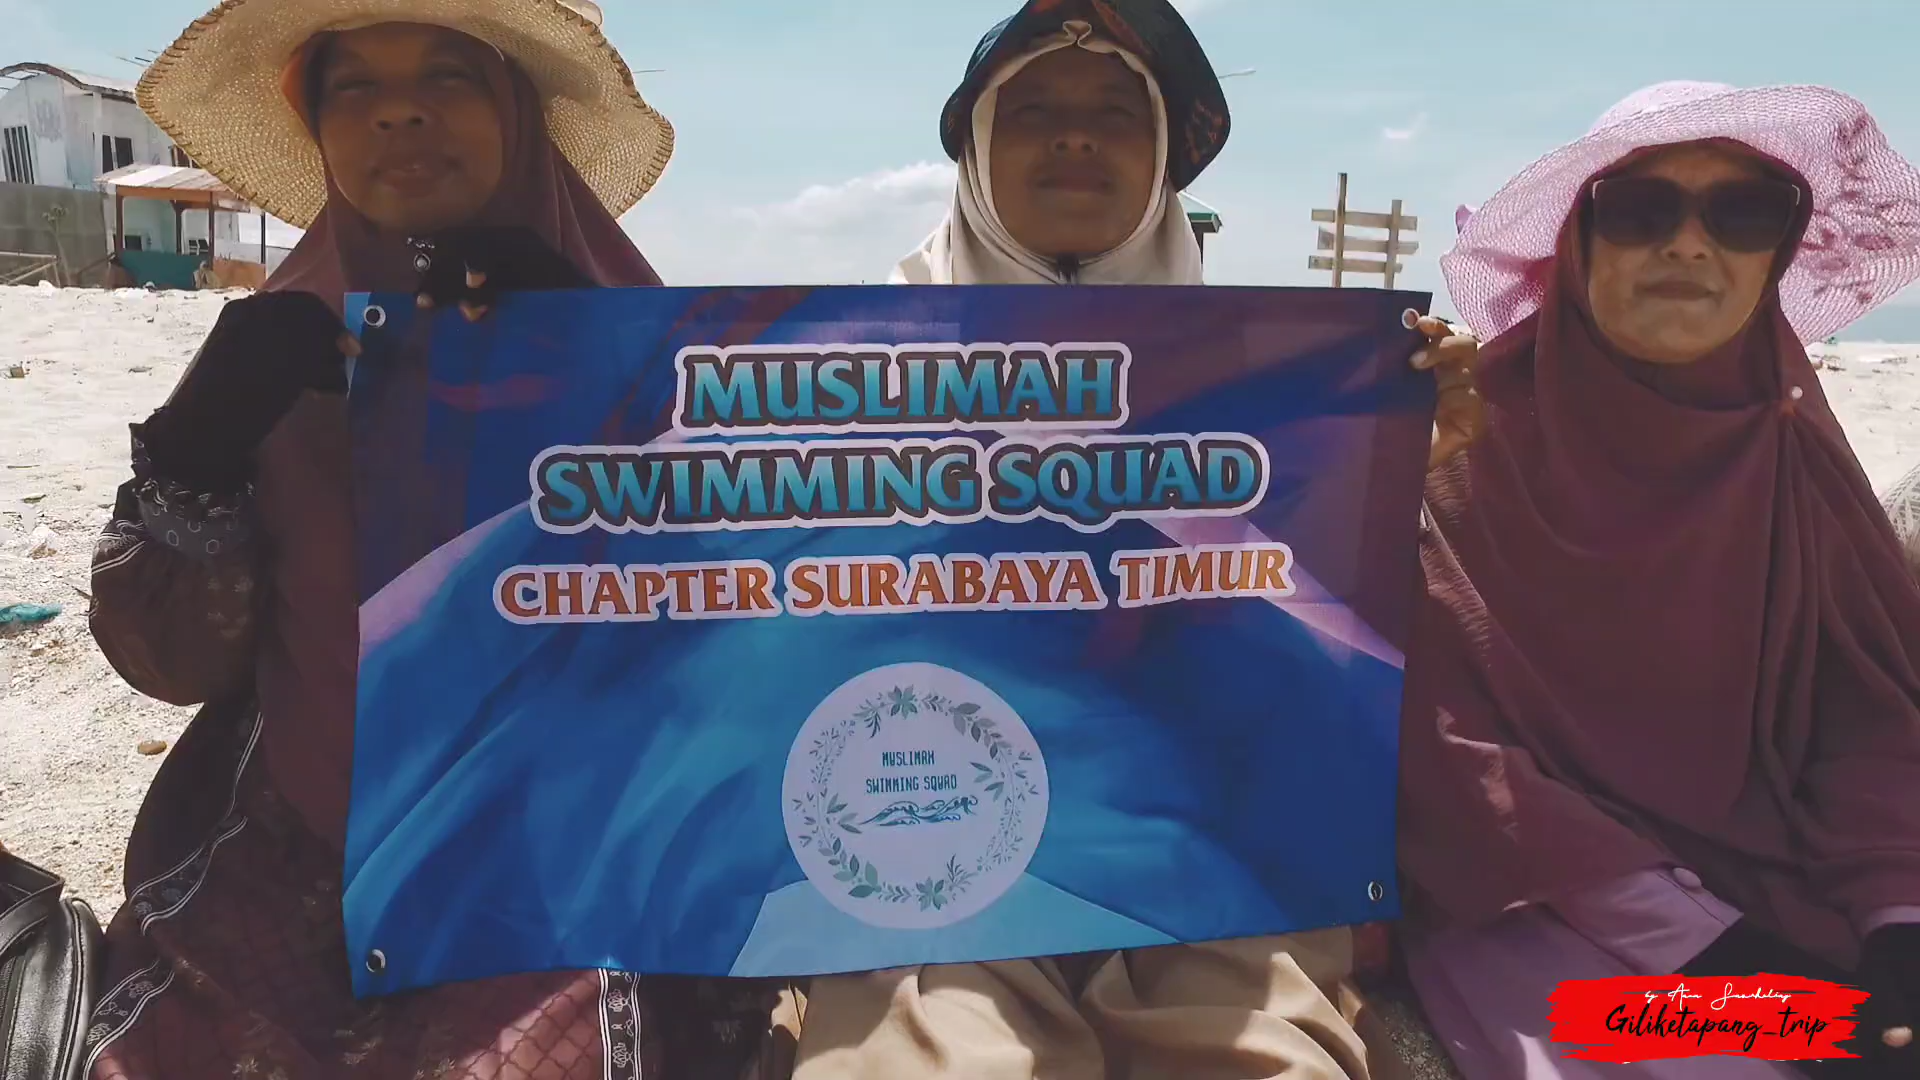 MUSLIMAH
SWIMMING SQUAD
CHAPTER SURABAYA TIMUR
MUSLIMAH
SWIMMING SQUAD
Giliketapang_trip